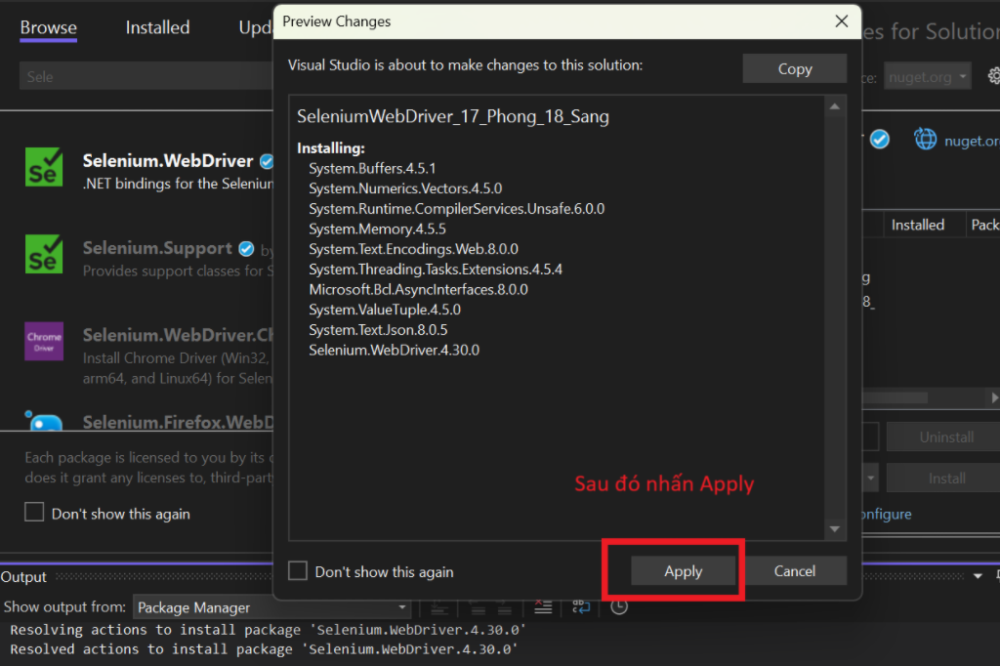 Browse Installed Upd
Sele
Preview Changes
es for Solution
ce: nuget.org
Visual Studio is about to make changes to this solution:
Copy
SeleniumWebDriver_17_Phong_18_Sang
Installing:
System.Buffers.4.5.1
System.Numerics.Vectors.4.5.0
System.Runtime.CompilerServices.Unsafe.6.0.0
System.Memory.4.5.5
System.Text.Encodings.Web.8.0.0
System.Threading.Tasks.Extensions.4.5.4
Microsoft.Bcl.AsyncInterfaces.8.0.0
System.ValueTuple.4.5.0
System.Text.Json.8.0.5
Selenium.WebDriver.4.30.0
Sau đó nhấn Apply
Don't show this again
Apply
Cancel
Se
Selenium.WebDriver
.NET bindings for the Selenium
Se
Selenium.Support by
Provides support classes for S
Chrome
Driver
Selenium.WebDriver.Ch
Install Chrome Driver (Win32,
arm64, and Linux64) for Selen
Selenium.Firefox.WebD
Each package is licensed to you by its o
does it grant any licenses to, third-party
Don't show this again
nuget.org
Installed Pack
g
8_
Uninstall
Install
onfigure
Output
Show output from: Package Manager
Resolving actions to install package 'Selenium.WebDriver.4.30.0'
Resolved actions to install package 'Selenium.WebDriver.4.30.0'